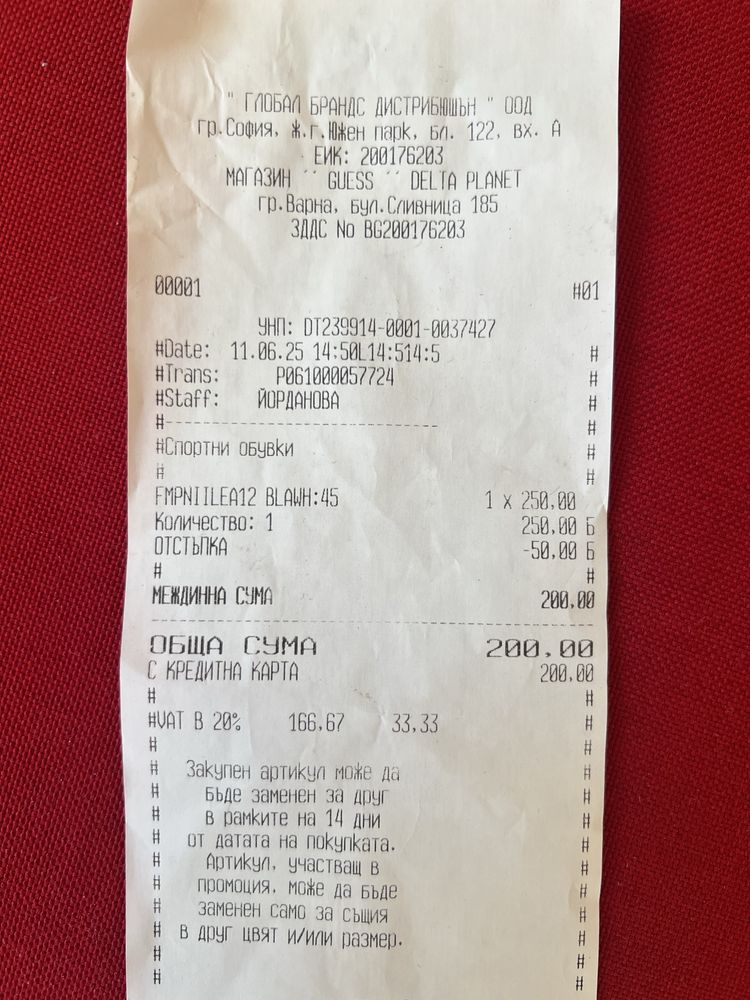 " ГЛОБАЛ БРАНДС ДИСТРИБЮШЪН " ООД
гр.София, ж.г.Южен парк, бл. 122, вх. А
ЕИК: 200176203
МАГАЗИН ´´ GUESS ´´ DELTA PLANET
гр.Варна, бул.Сливница 185
ЗДДС No BG200176203
00001 #01
УНП: DT239914-0001-0037427
#Date: 11.06.25 14:50L14:514:5 #
#Trans: P061000057724 #
#Staff: ЙОРДАНОВА #
#------------------------------ #
#Спортни обувки #
# #
FMPNIILEA12 BLAWH:45 1 x 250,00
Количество: 1 250,00 Б
ОТСТЪПКА -50,00 Б
# #
МЕЖДИННА СУМА 200,00
ОБЩА СУМА 200,00
С КРЕДИТНА КАРТА 200,00
# #
#VAT B 20% 166,67 33,33 #
# #
# Закупен артикул може да #
# бъде заменен за друг #
# в рамките на 14 дни #
# от датата на покупката. #
# Артикул, участващ в #
# промоция, може да бъде #
# заменен само за същия #
# в друг цвят и/или размер. #
# #
# #